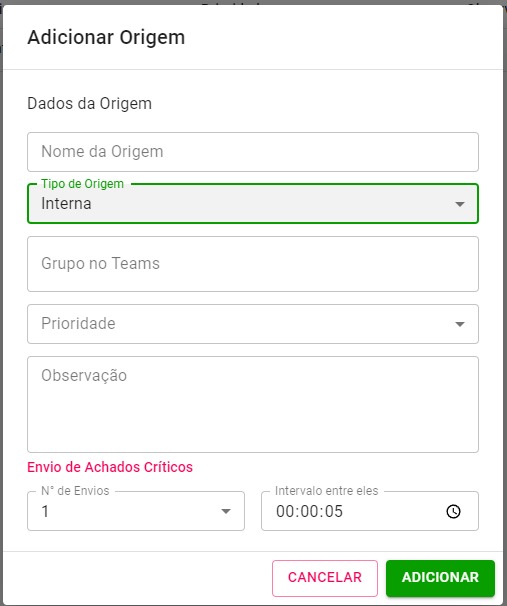 Adicionar Origem
Dados da Origem
Nome da Origem
Tipo de Origem
Interna
Grupo no Teams
Prioridade
Observação
Envio de Achados Críticos
N° de Envios
1
Intervalo entre eles
00:00:05
CANCELAR
ADICIONAR